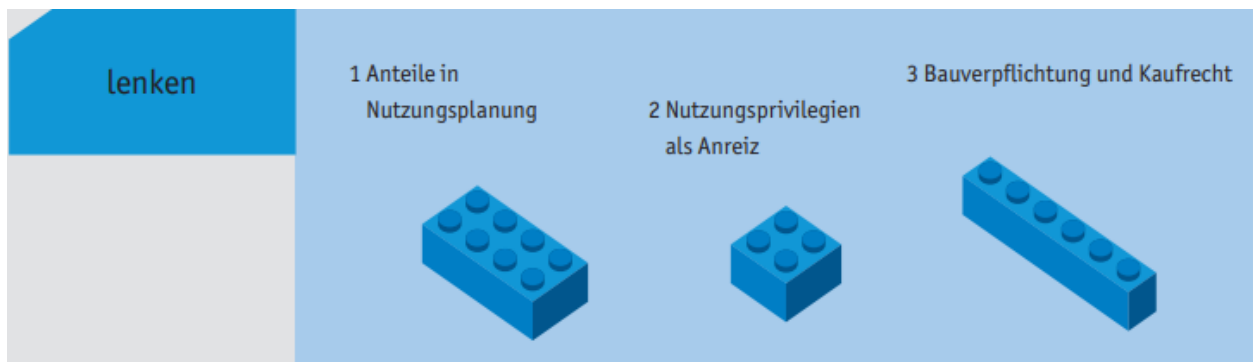 lenken
1 Anteile in
Nutzungsplanung
2 Nutzungsprivilegien
als Anreiz
3 Bauverpflichtung und Kaufrecht